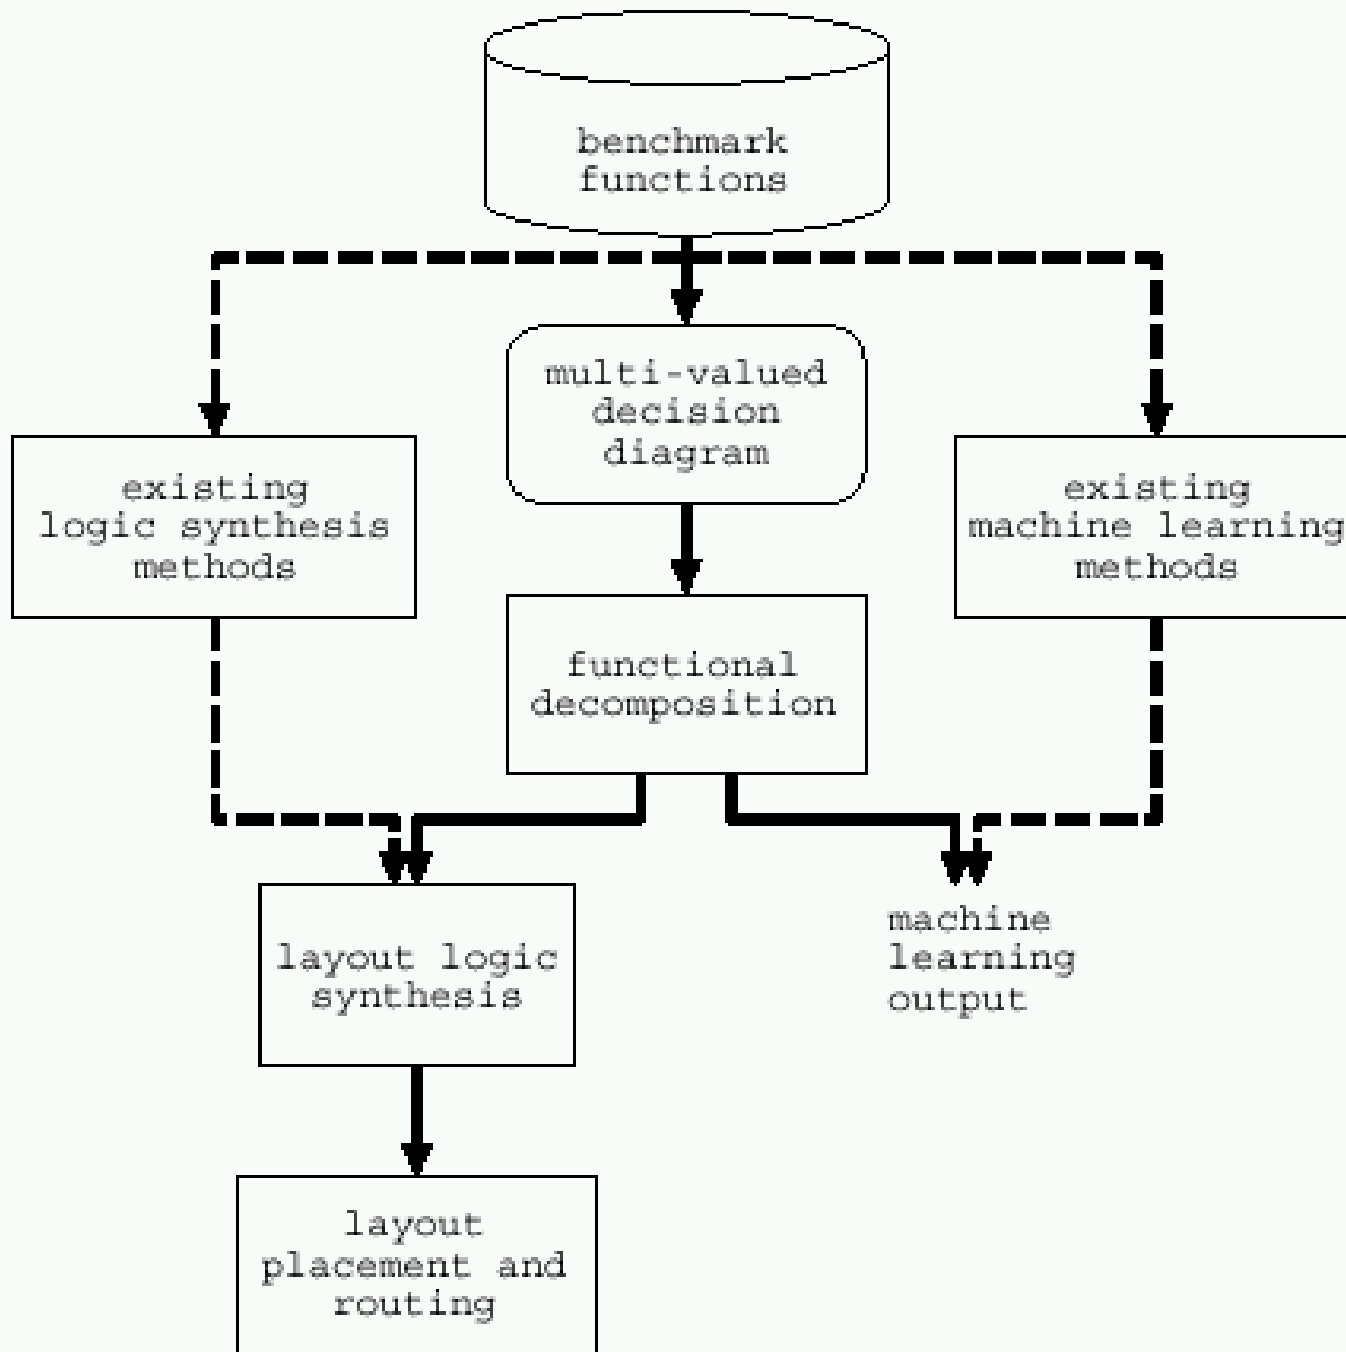 benchmark
functions
multi-valued
decision
diagram
existing
logic synthesis
methods
existing
machine learning
methods
functional
decomposition
layout logic
synthesis
machine
learning
output
layout
placement and
routing